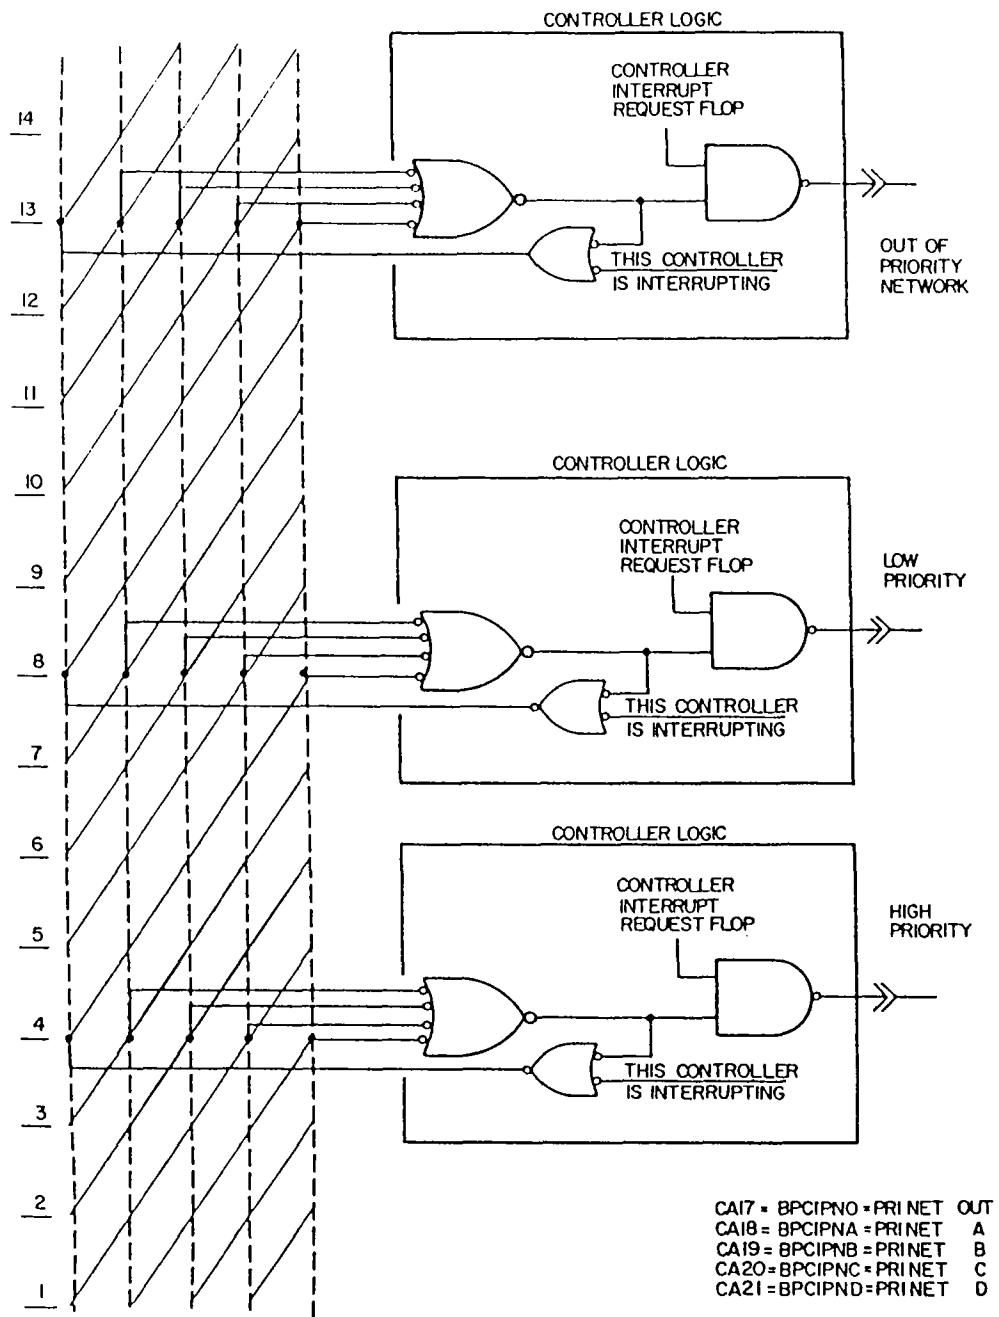 CONTROLLER LOGIC
CONTROLLER
INTERRUPT
REQUEST FLOP
14
13
THIS CONTROLLER
IS INTERRUPTING
OUT OF
PRIORITY
NETWORK
12
11
10
CONTROLLER LOGIC
CONTROLLER
INTERRUPT
REQUEST FLOP
LOW
PRIORITY
9
8
THIS CONTROLLER
IS INTERRUPTING
7
6
CONTROLLER LOGIC
CONTROLLER
INTERRUPT
REQUEST FLOP
HIGH
PRIORITY
5
4
THIS CONTROLLER
IS INTERRUPTING
3
2
1
CA17 = BPCIPNO = PRI NET OUT
CA18 = BPCIPNA = PRI NET A
CA19 = BPCIPNB = PRI NET B
CA20 = BPCIPNC = PRI NET C
CA21 = BPCIPND = PRI NET D